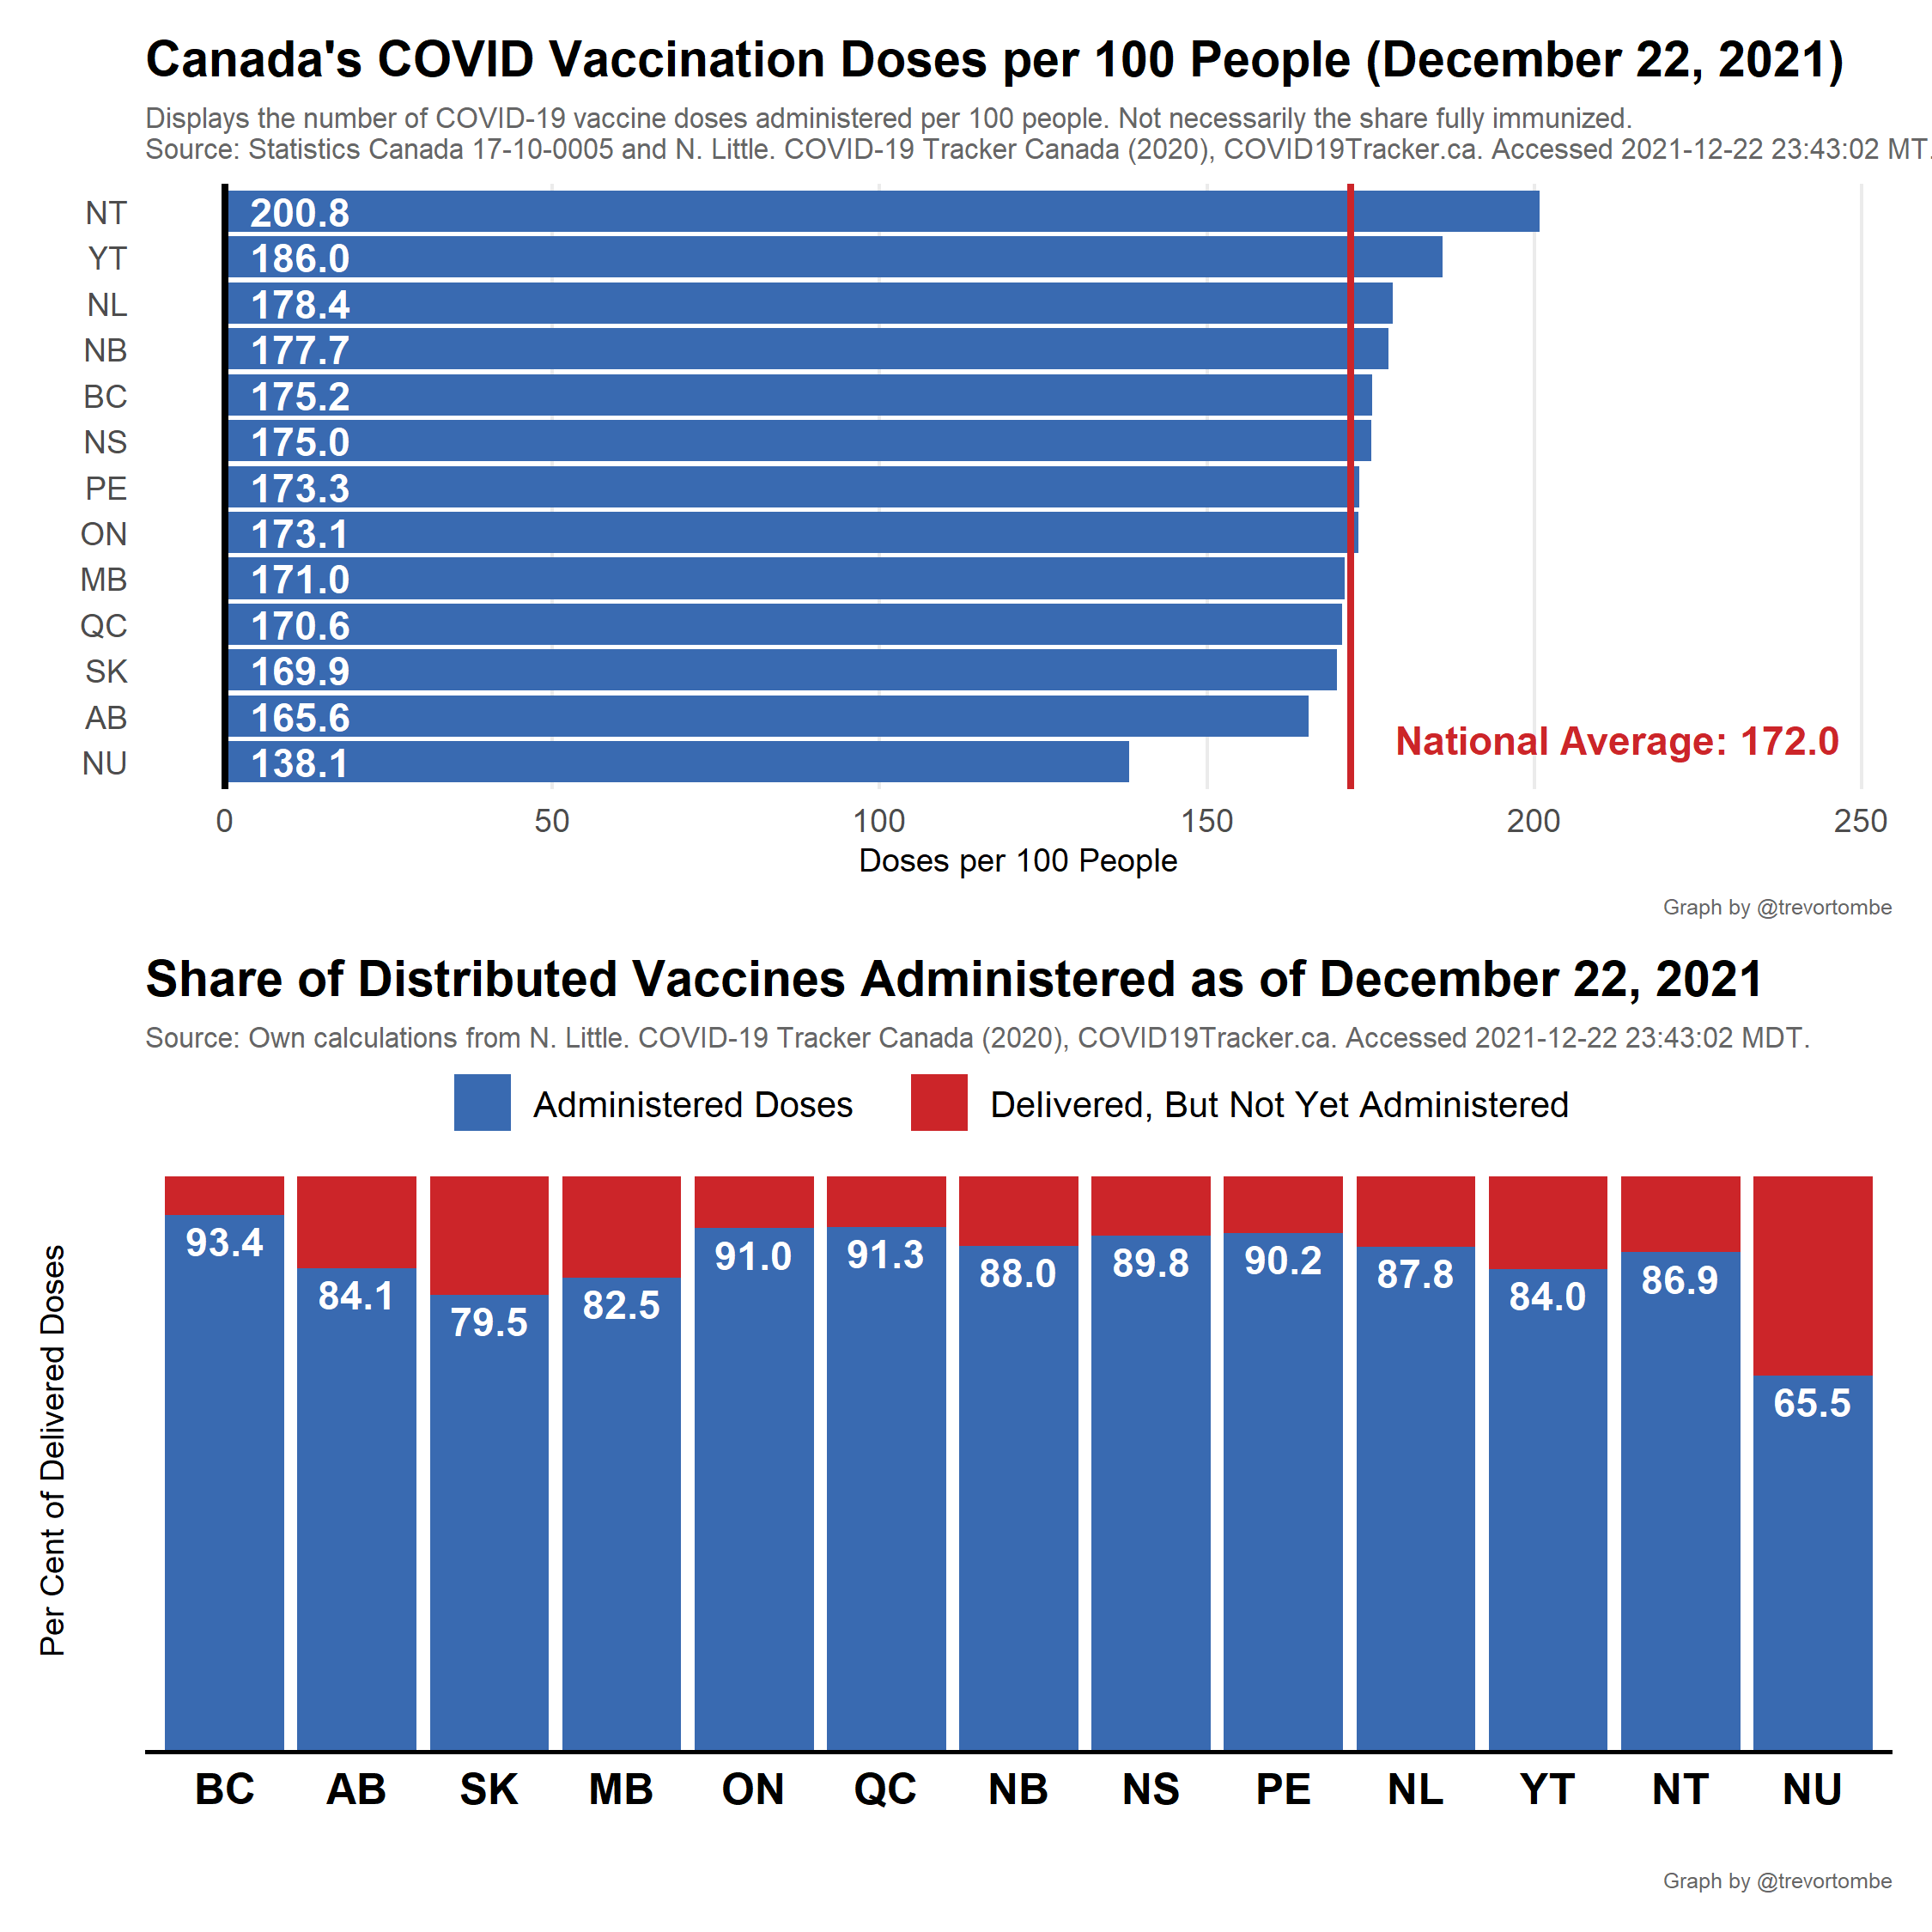 Canada's COVID Vaccination Doses per 100 People (December 22, 2021)
Displays the number of COVID-19 vaccine doses administered per 100 people. Not necessarily the share fully immunized.
Source: Statistics Canada 17-10-0005 and N. Little. COVID-19 Tracker Canada (2020), COVID19Tracker.ca. Accessed 2021-12-22 23:43:02 MT.
NT 200.8
YT 186.0
NL 178.4
NB 177.7
BC 175.2
NS 175.0
PE 173.3
ON 173.1
MB 171.0
QC 170.6
SK 169.9
AB 165.6
National Average: 172.0
NU 138.1
0 50 100 150 200 250
Doses per 100 People
Graph by @trevortombe
Share of Distributed Vaccines Administered as of December 22, 2021
Source: Own calculations from N. Little. COVID-19 Tracker Canada (2020), COVID19Tracker.ca. Accessed 2021-12-22 23:43:02 MDT.
Administered Doses Delivered, But Not Yet Administered
Per Cent of Delivered Doses
93.4 84.1 79.5 82.5 91.0 91.3 88.0 89.8 90.2 87.8 84.0 86.9 65.5
BC AB SK MB ON QC NB NS PE NL YT NT NU
Graph by @trevortombe